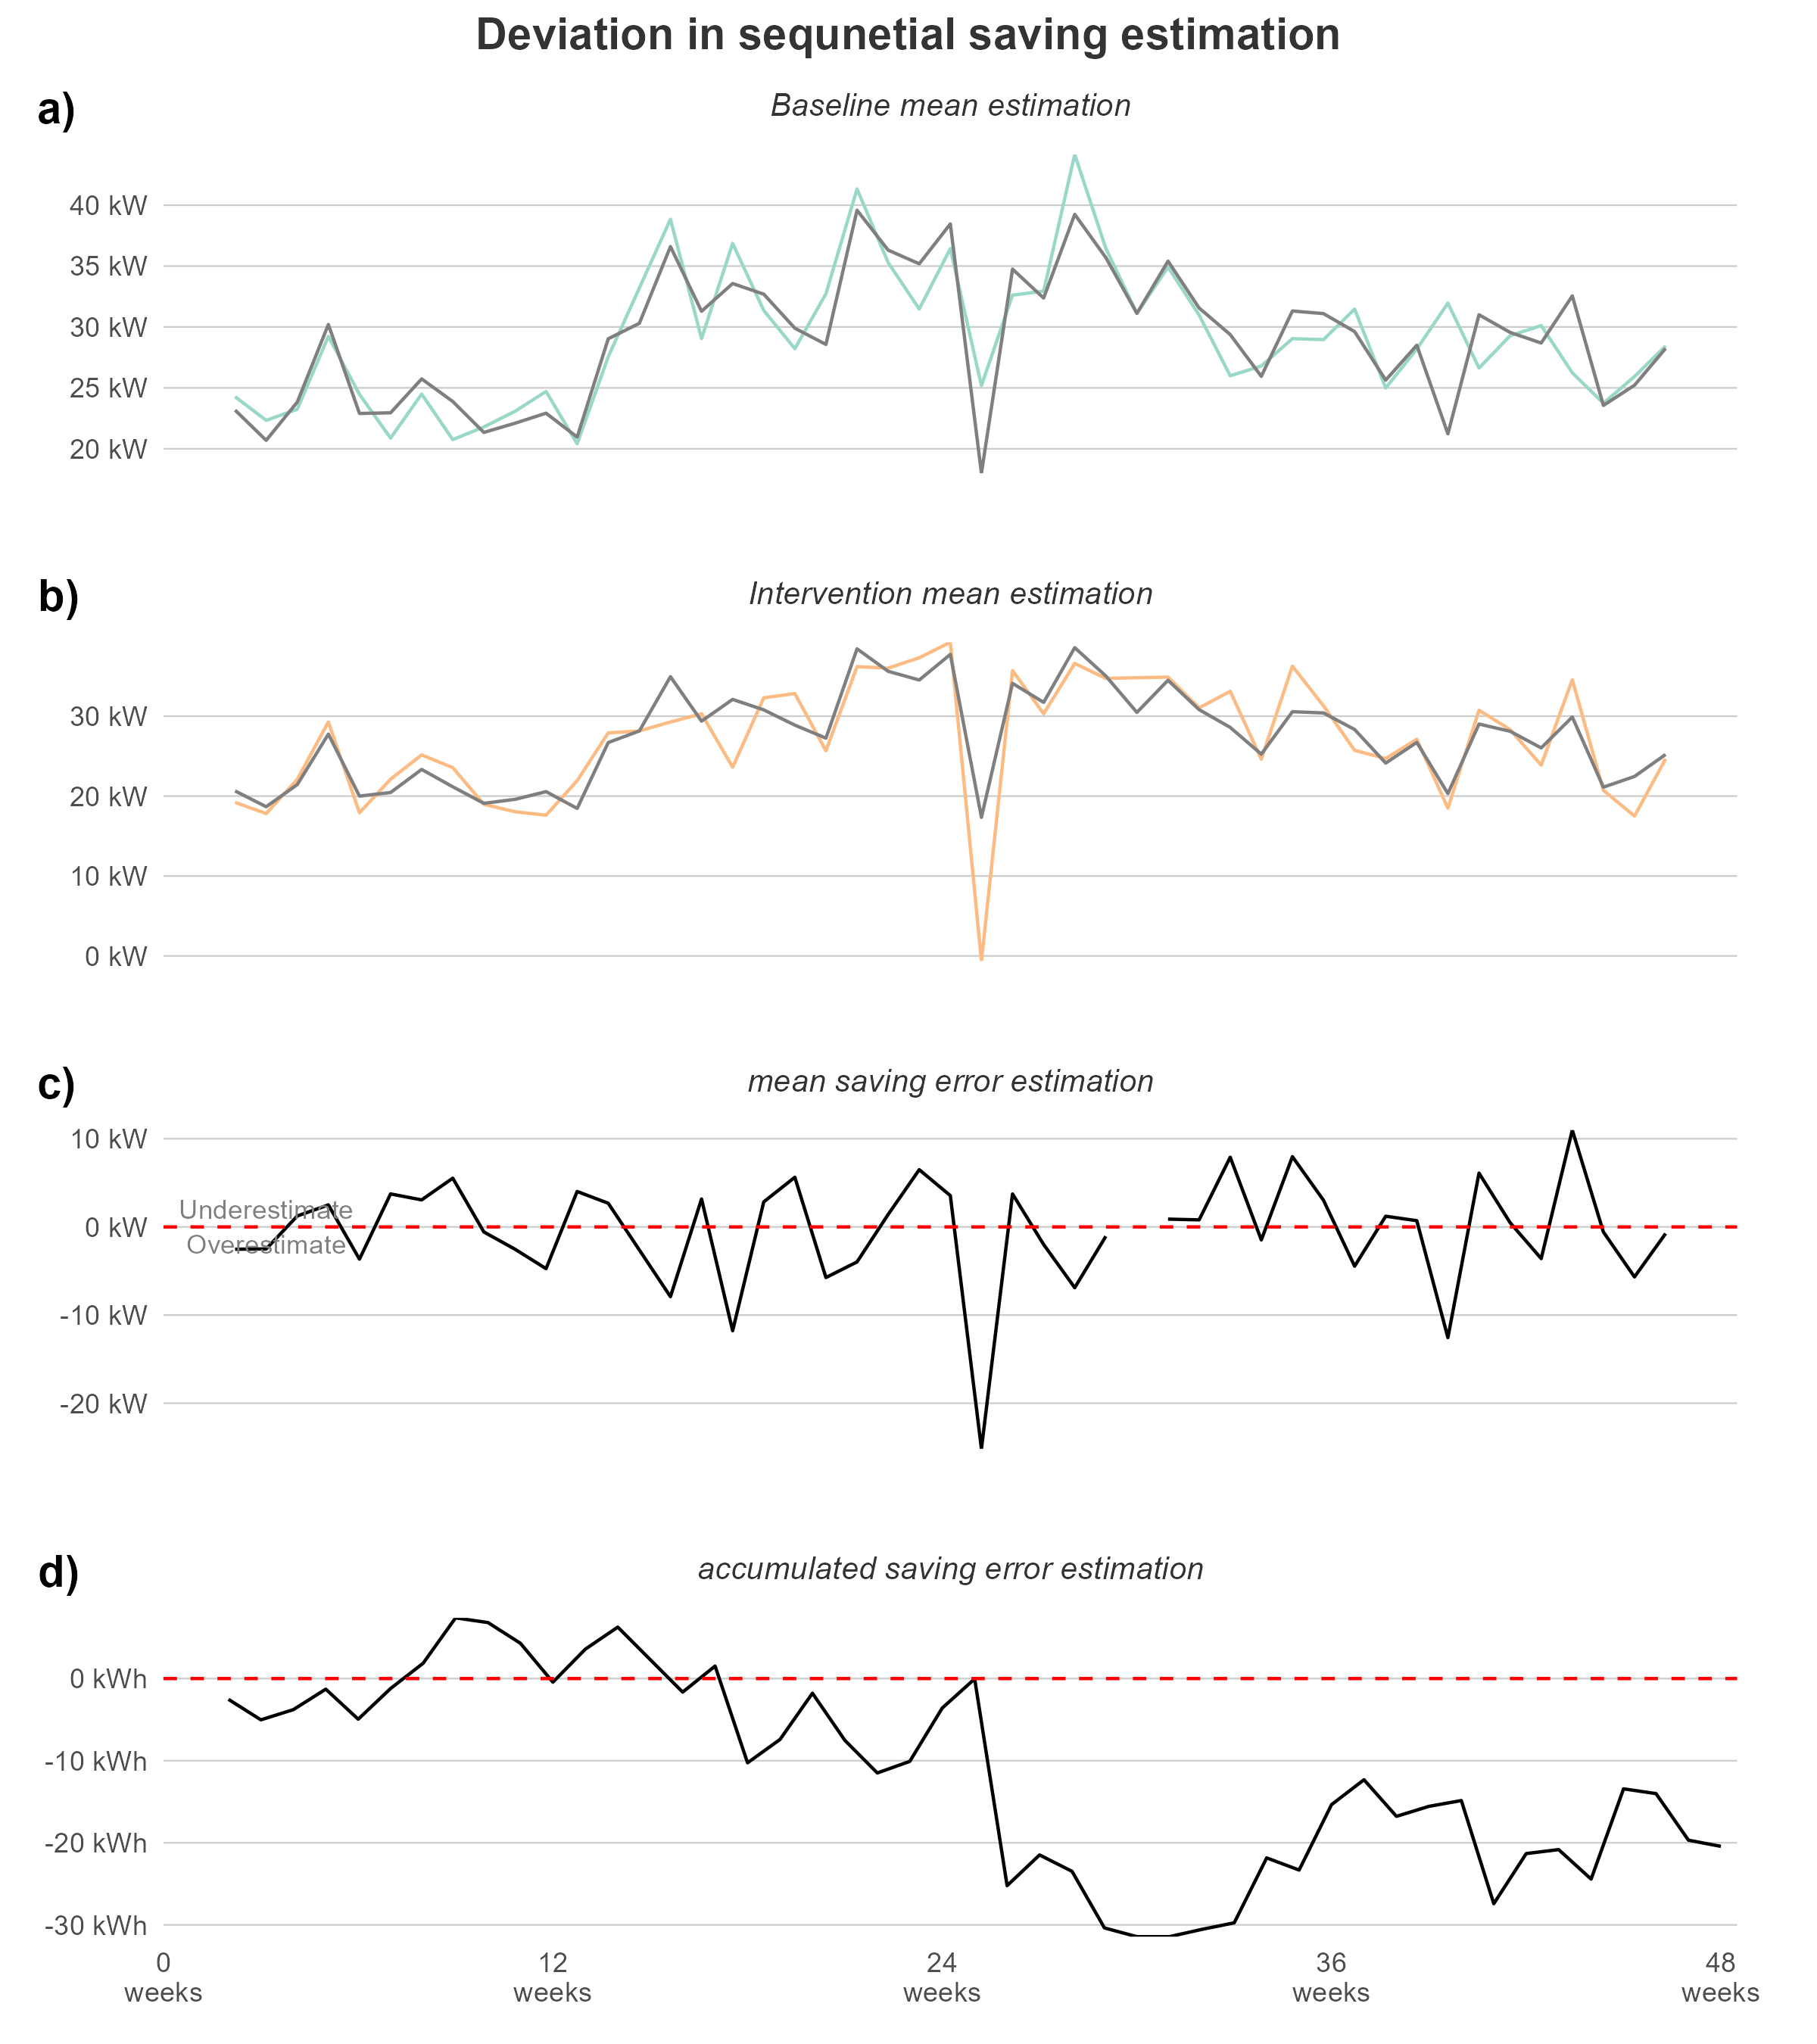 Deviation in sequnetial saving estimation
a)
Baseline mean estimation
40 kW
35 kW
30 kW
25 kW
20 kW
b)
Intervention mean estimation
30 kW
20 kW
10 kW
0 kW
c)
mean saving error estimation
10 kW
Underestimate
0 kW
Overestimate
-10 kW
-20 kW
d)
accumulated saving error estimation
0 kWh
-10 kWh
-20 kWh
-30 kWh
0 12 24 36 48
weeks weeks weeks weeks weeks